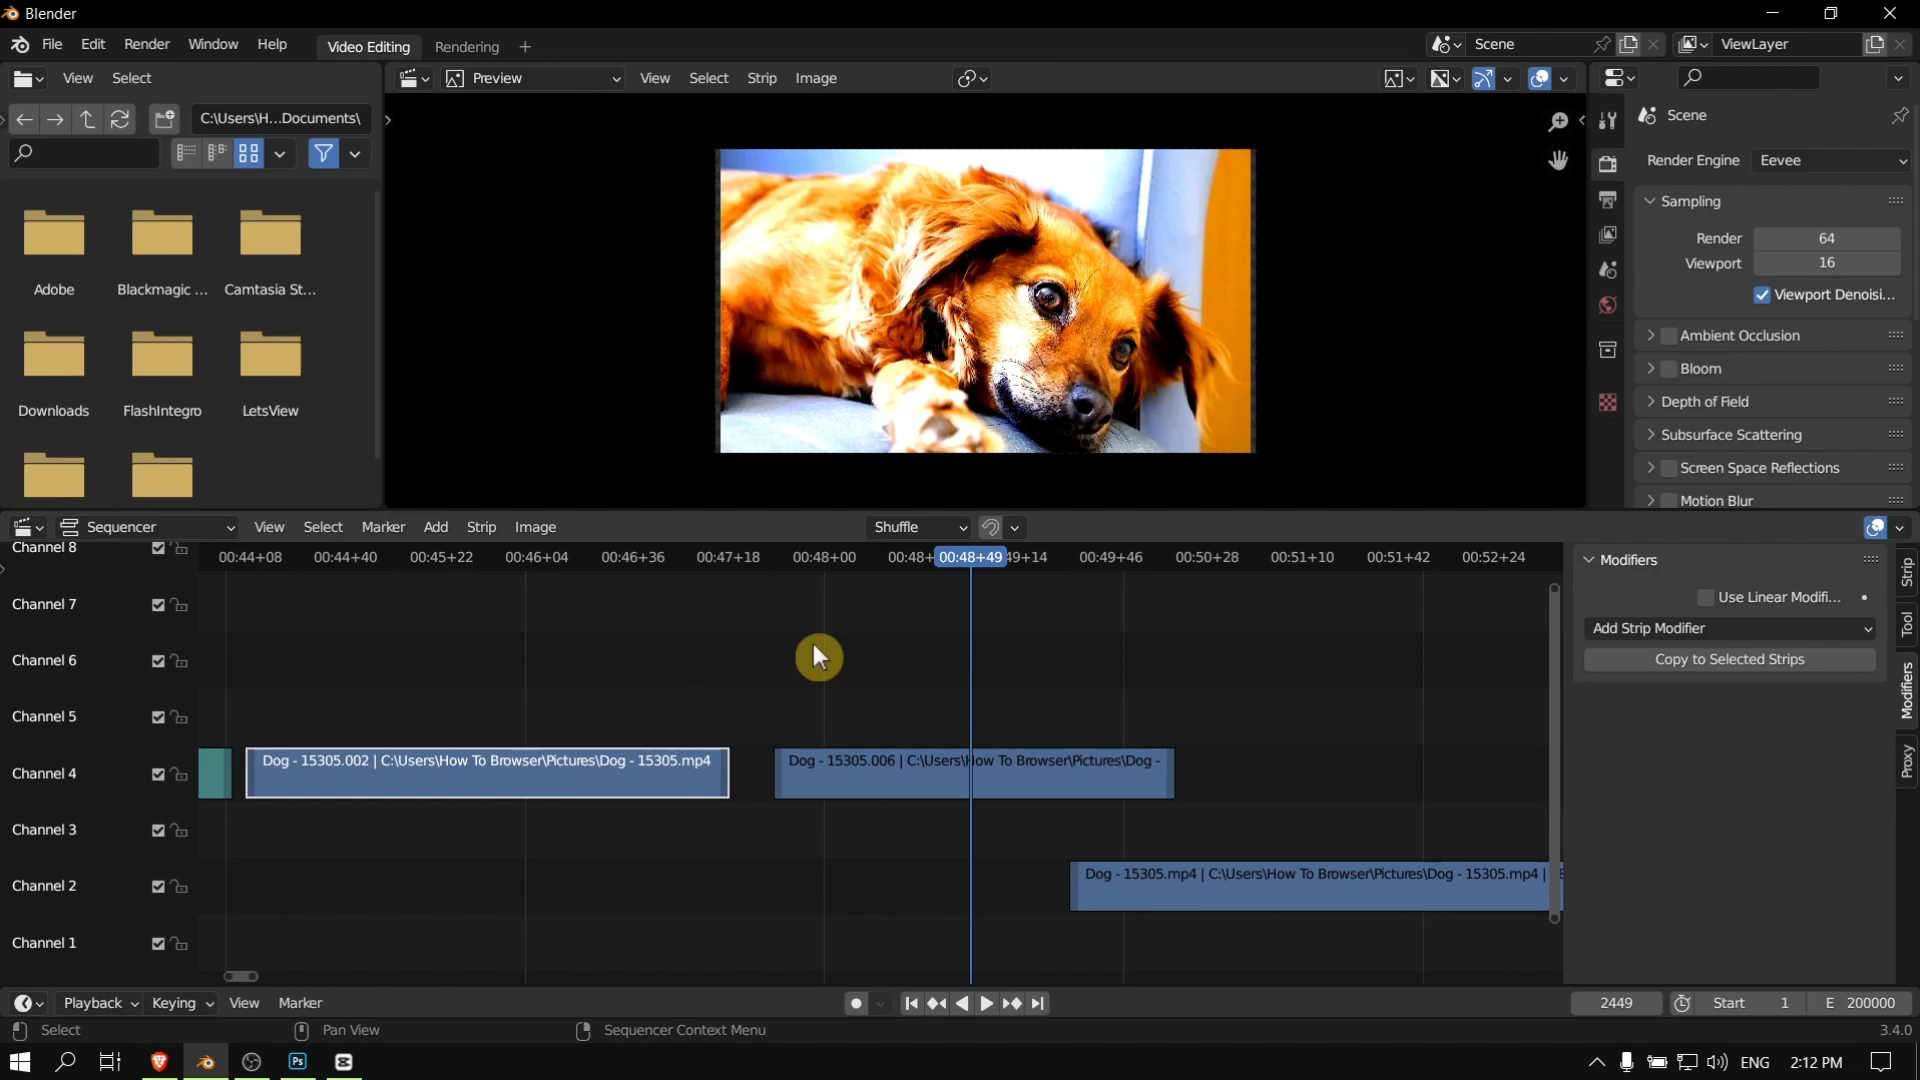 Blender
File Edit Render Window Help Video Editing Rendering + Scene ViewLayer
View Select Preview View Select Strip Image
C:\Users\H...Documents\ Scene
Render Engine Eevee
Sampling
Adobe Blackmagic ... Camtasia St...
Render 64
Viewport 16
Viewport Denoisi...
Ambient Occlusion
Bloom
Downloads FlashIntegro LetsView
Depth of Field
Subsurface Scattering
Screen Space Reflections
Motion Blur
Sequencer View Select Marker Add Strip Image Shuffle
Channel 8 00:44+08 00:44+40 00:45+22 00:46+04 00:46+36 00:47+18 00:48+00 00:48+ 00:48+49 49+14 00:49+46 00:50+28 00:51+10 00:51+42 00:52+24
Modifiers
Use Linear Modifi...
Add Strip Modifier
Copy to Selected Strips
Strip
Tool
Modifiers
Proxy
Channel 7
Channel 6
Channel 5
Channel 4 Dog - 15305.002 | C:\Users\How To Browser\Pictures\Dog - 15305.mp4 Dog - 15305.006 | C:\Users\How To Browser\Pictures\Dog -
Channel 3
Channel 2 Dog - 15305.mp4 | C:\Users\How To Browser\Pictures\Dog - 15305.mp4 |
Channel 1
Playback Keying View Marker 2449 Start 1 E 200000
Select Pan View Sequencer Context Menu 3.4.0
Ps ENG 2:12 PM